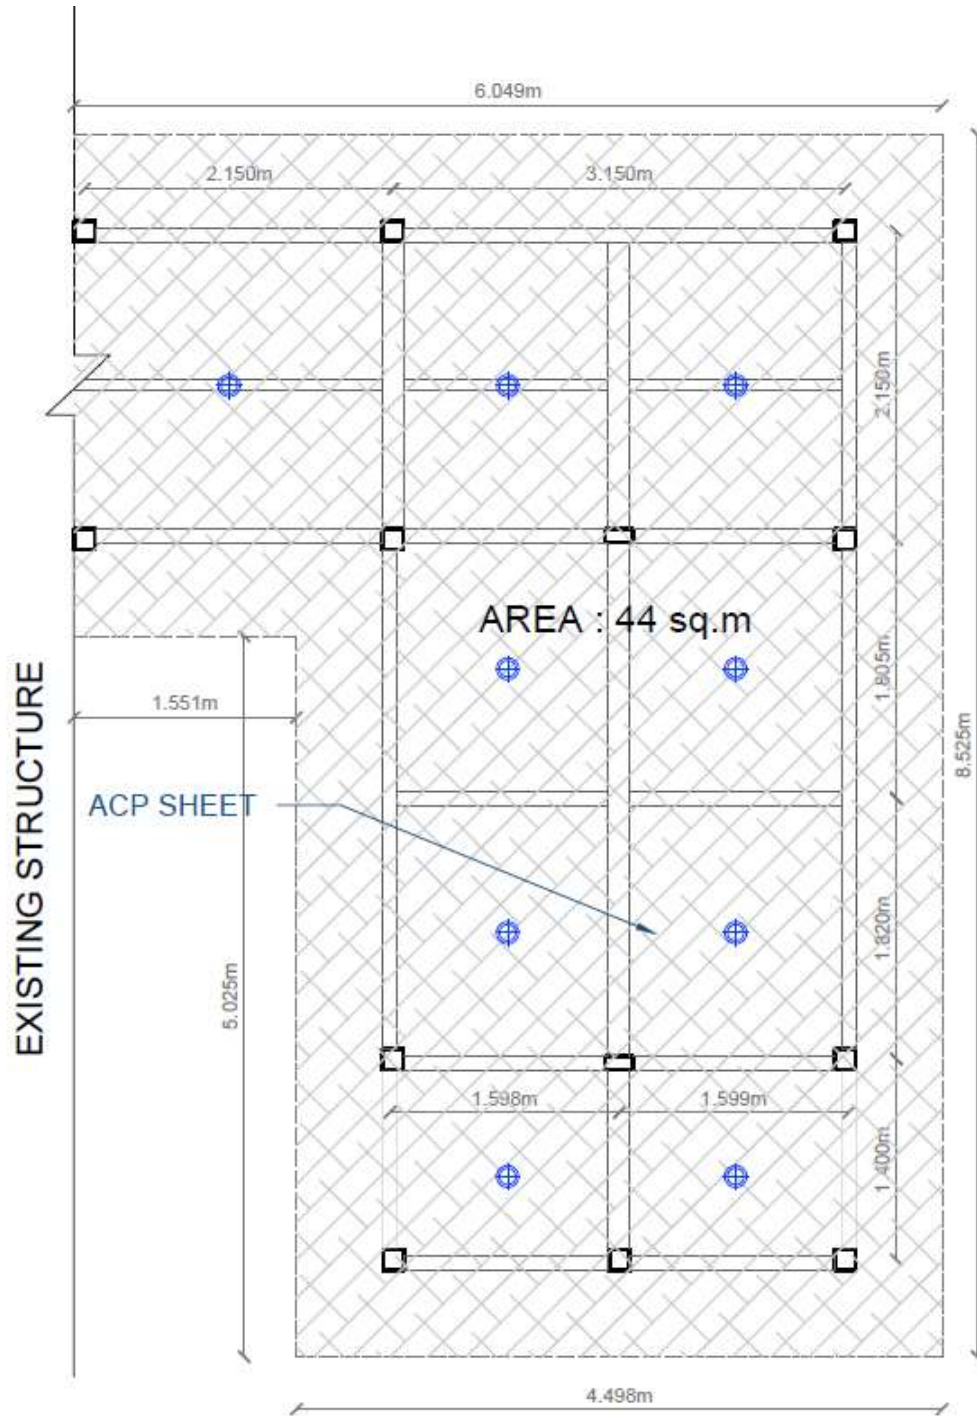 6.049m
2.150m
3.150m
2.150m
AREA : 44 sq.m
1.805m
EXISTING STRUCTURE
1.551m
8.525m
ACP SHEET
1.820m
5.025m
1.598m
1.599m
1.400m
4.498m